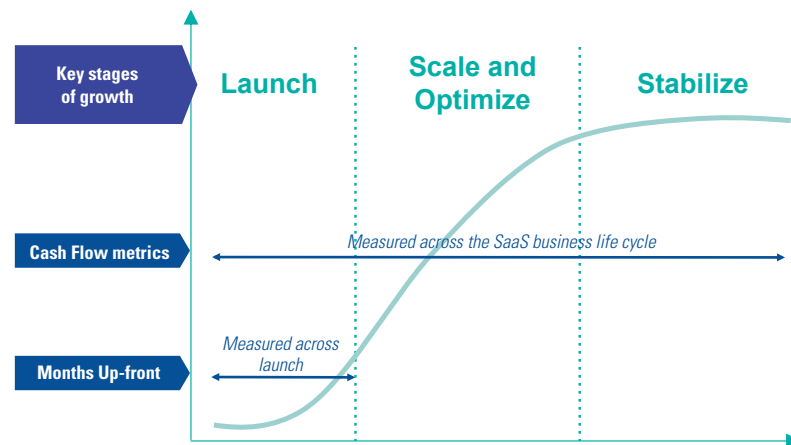 Key stages
of growth
Launch
Scale and
Optimize
Stabilize
Cash Flow metrics
Measured across the SaaS business life cycle
Months Up-front
Measured across
launch